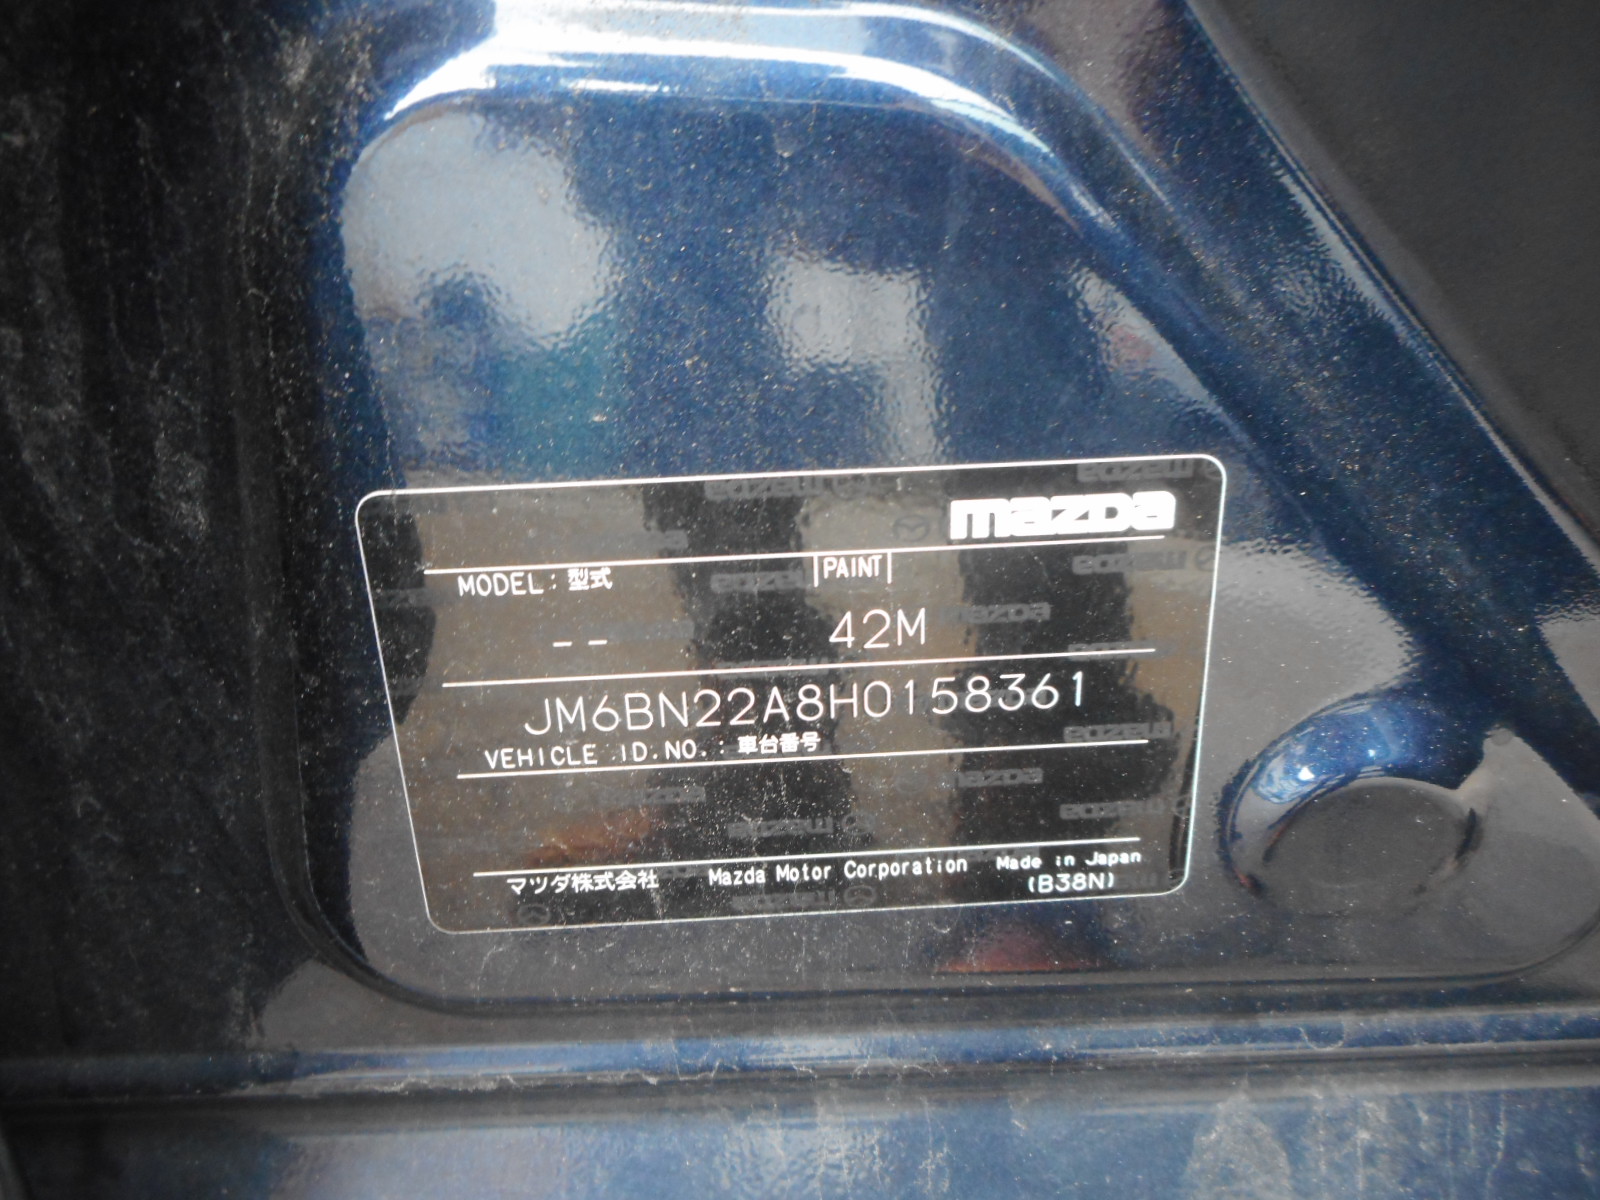 mazda
MODEL: 型式 PAINT
-- 42M
JM6BN22A8H0158361
VEHICLE ID.NO.: 車台番号
マツダ株式会社 Mazda Motor Corporation Made in Japan
(B38N)